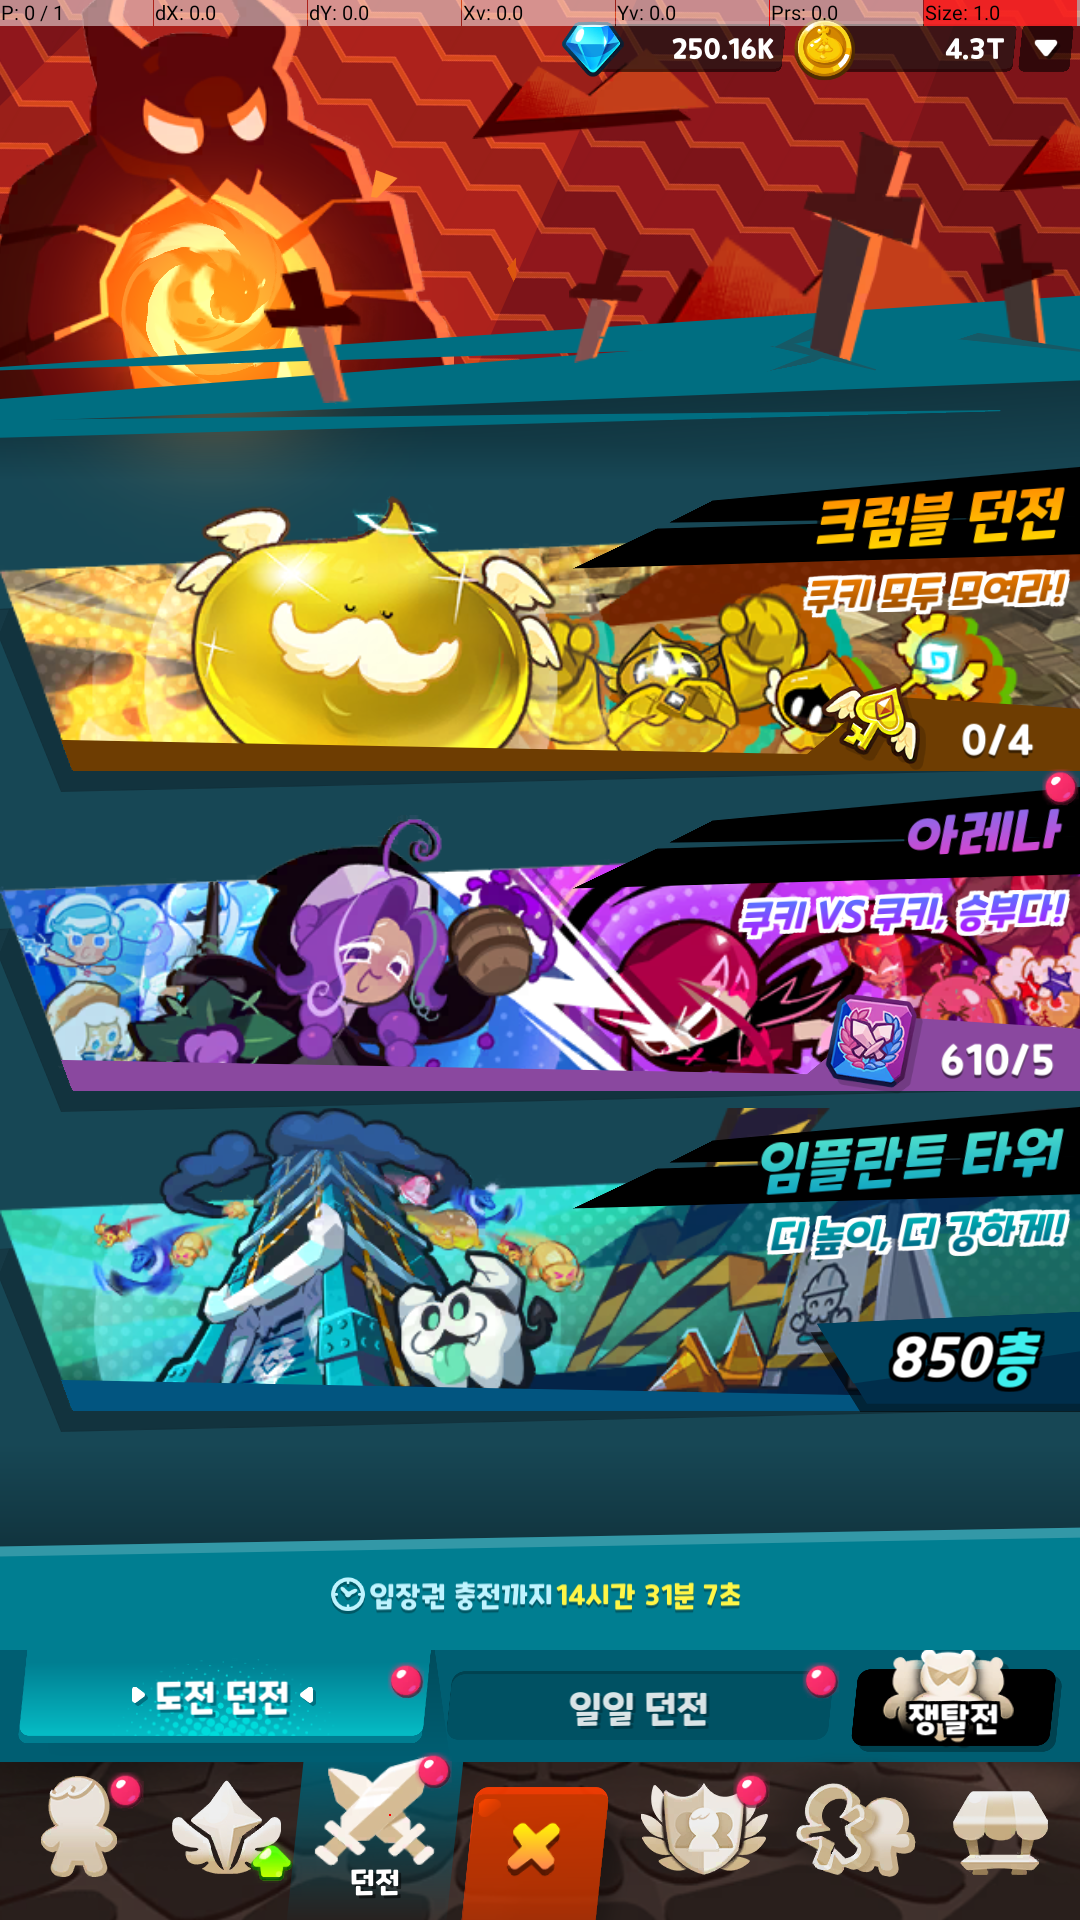 P: 0 / 1 dX: 0.0 dY: 0.0 Xv: 0.0 Yv: 0.0 Prs: 0.0 Size: 1.0
250.16K 4.3T
크럼블 던전
쿠키 모두 모여라!
0/4
아레나
쿠키 VS 쿠키, 승부다!
610/5
임플란트 타워
더 높이, 더 강하게!
850층
입장권 충전까지 14시간 31분 7초
도전 던전
일일 던전
쟁탈전
던전